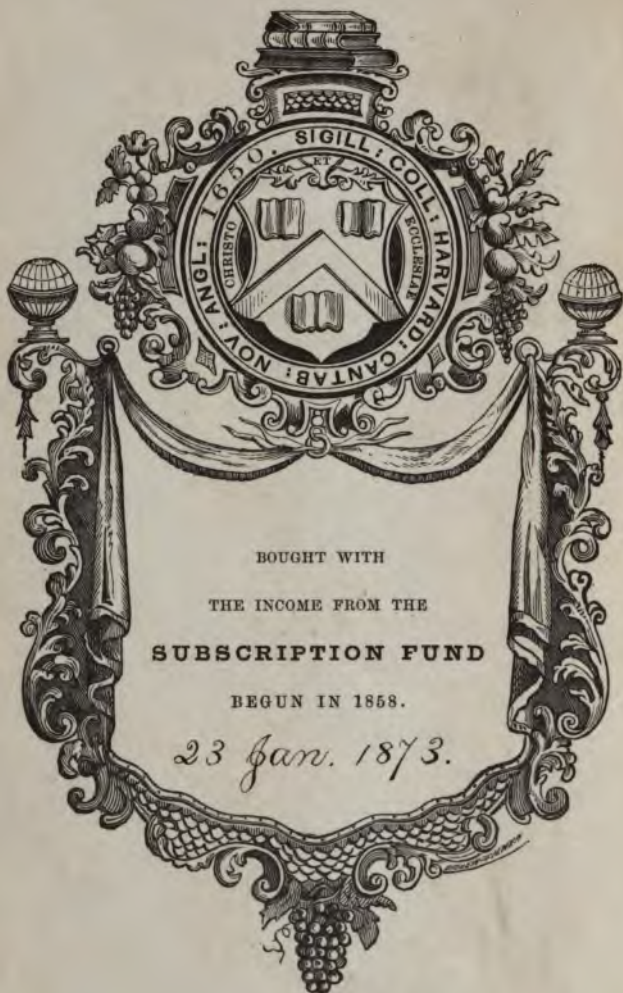 SIGILL: COLL: HARVARD: CANTAB: NOV: ANGL: 1650.
ET
CHRISTO
ECCLESIAE
BOUGHT WITH
THE INCOME FROM THE
SUBSCRIPTION FUND
BEGUN IN 1858.
23 Jan. 1873.